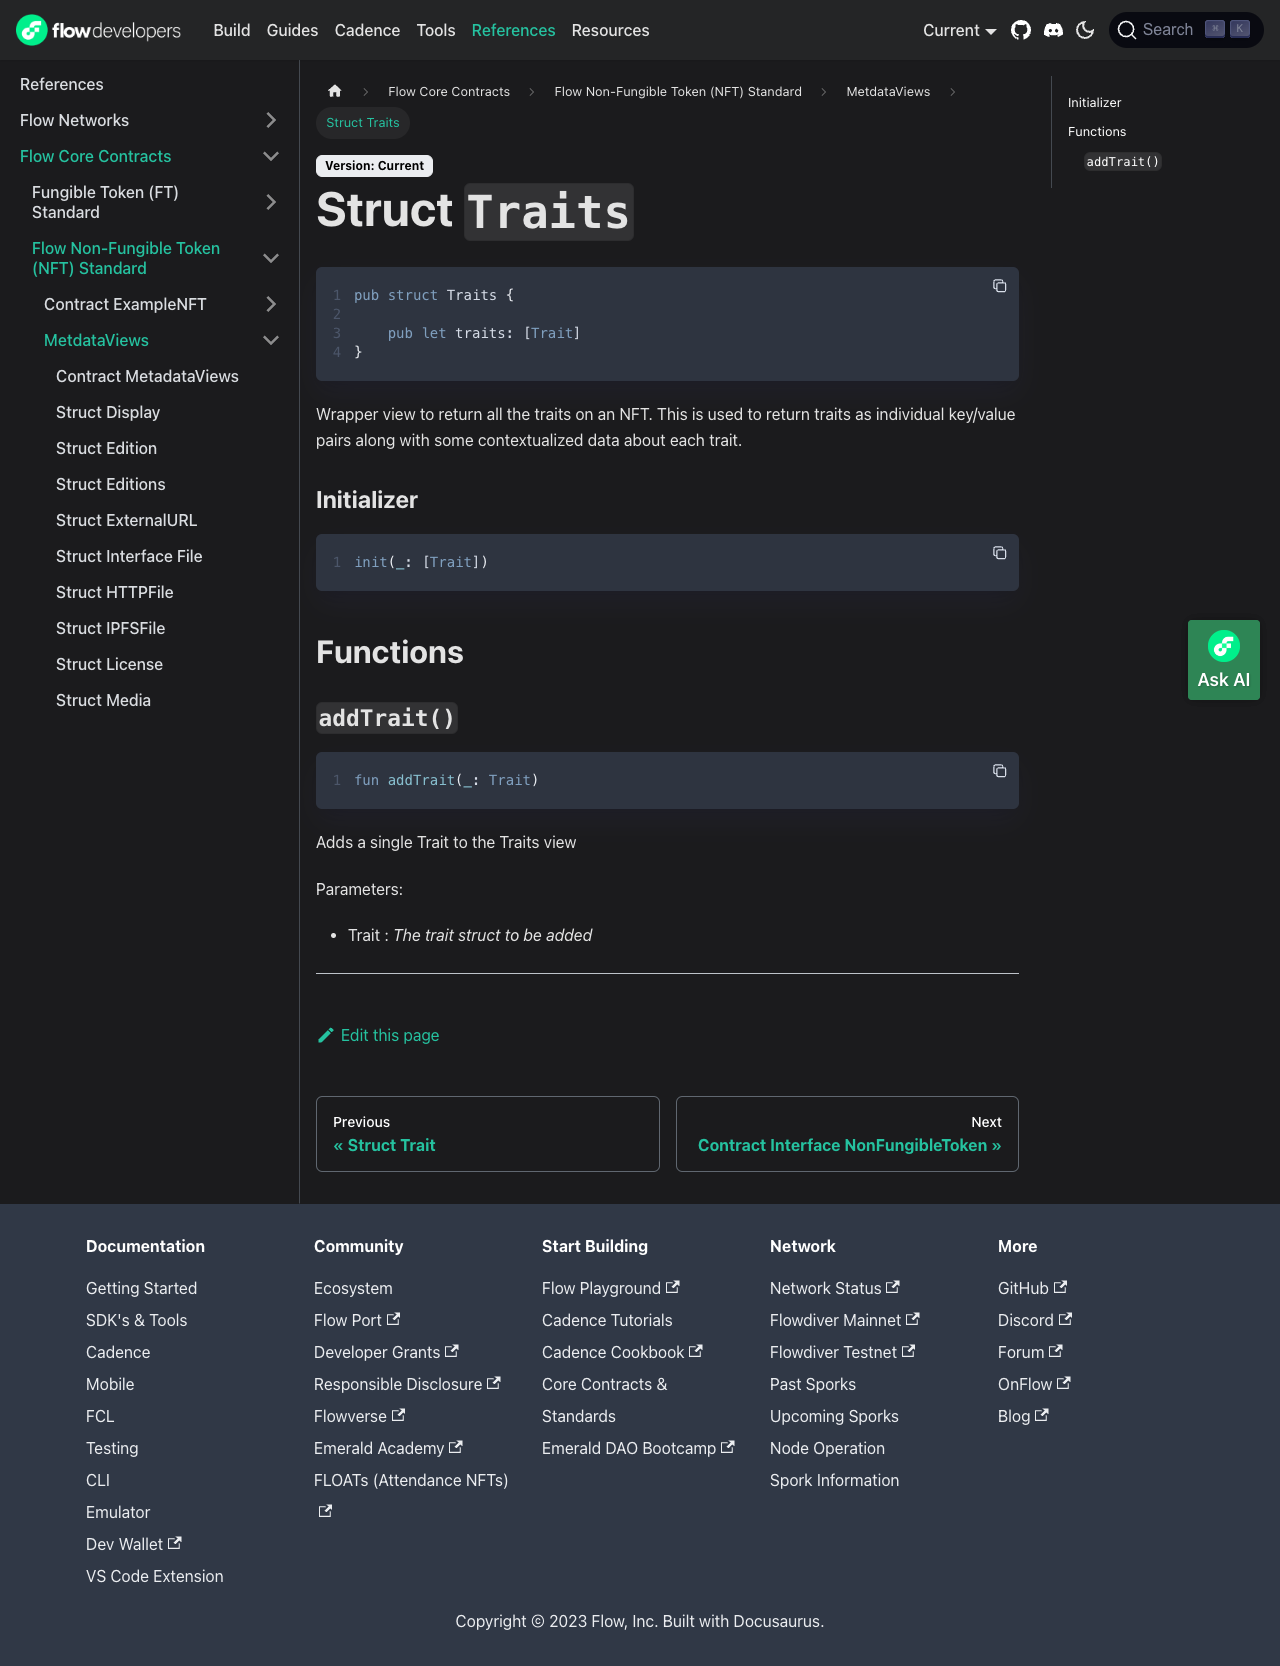 flowdevelopers
Build
Guides
Cadence
Tools
References
Resources
Current
Search
⌘
K
References
Flow Networks
Flow Core Contracts
Fungible Token (FT)
Standard
Flow Non-Fungible Token
(NFT) Standard
Contract ExampleNFT
MetdataViews
Contract MetadataViews
Struct Display
Struct Edition
Struct Editions
Struct ExternalURL
Struct Interface File
Struct HTTPFile
Struct IPFSFile
Struct License
Struct Media
Flow Core Contracts
Flow Non-Fungible Token (NFT) Standard
MetdataViews
Struct Traits
Version: Current
Struct Traits
1 pub struct Traits {
2
3     pub let traits: [Trait]
4 }
Wrapper view to return all the traits on an NFT. This is used to return traits as individual key/value
pairs along with some contextualized data about each trait.
Initializer
1 init(_: [Trait])
Functions
addTrait()
1 fun addTrait(_: Trait)
Adds a single Trait to the Traits view
Parameters:
• Trait : The trait struct to be added
Edit this page
Previous
« Struct Trait
Next
Contract Interface NonFungibleToken »
Initializer
Functions
addTrait()
Ask AI
Documentation
Getting Started
SDK's & Tools
Cadence
Mobile
FCL
Testing
CLI
Emulator
Dev Wallet
VS Code Extension
Community
Ecosystem
Flow Port
Developer Grants
Responsible Disclosure
Flowverse
Emerald Academy
FLOATs (Attendance NFTs)
Start Building
Flow Playground
Cadence Tutorials
Cadence Cookbook
Core Contracts &
Standards
Emerald DAO Bootcamp
Network
Network Status
Flowdiver Mainnet
Flowdiver Testnet
Past Sporks
Upcoming Sporks
Node Operation
Spork Information
More
GitHub
Discord
Forum
OnFlow
Blog
Copyright © 2023 Flow, Inc. Built with Docusaurus.